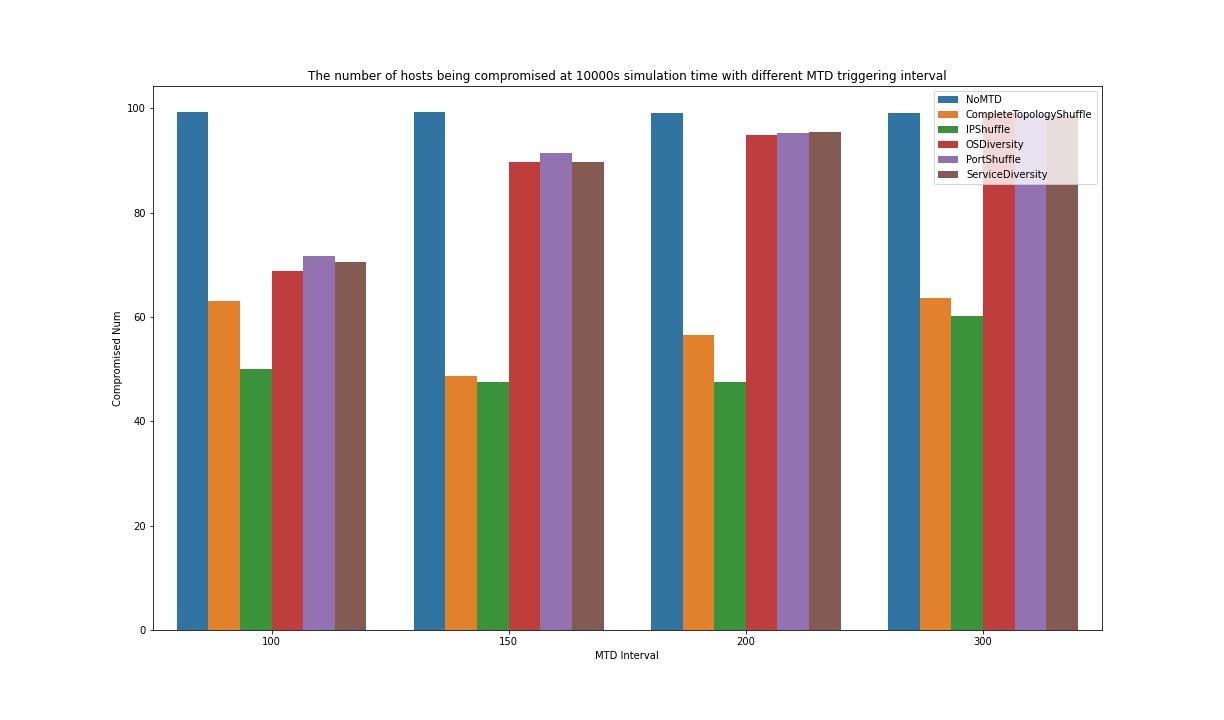 The number of hosts being compromised at 10000s simulation time with different MTD triggering interval
NoMTD
CompleteTopologyShuffle
IPShuffle
OSDiversity
PortShuffle
ServiceDiversity
100
80
60
40
20
0
Compromised Num
100 150 200 300
MTD Interval